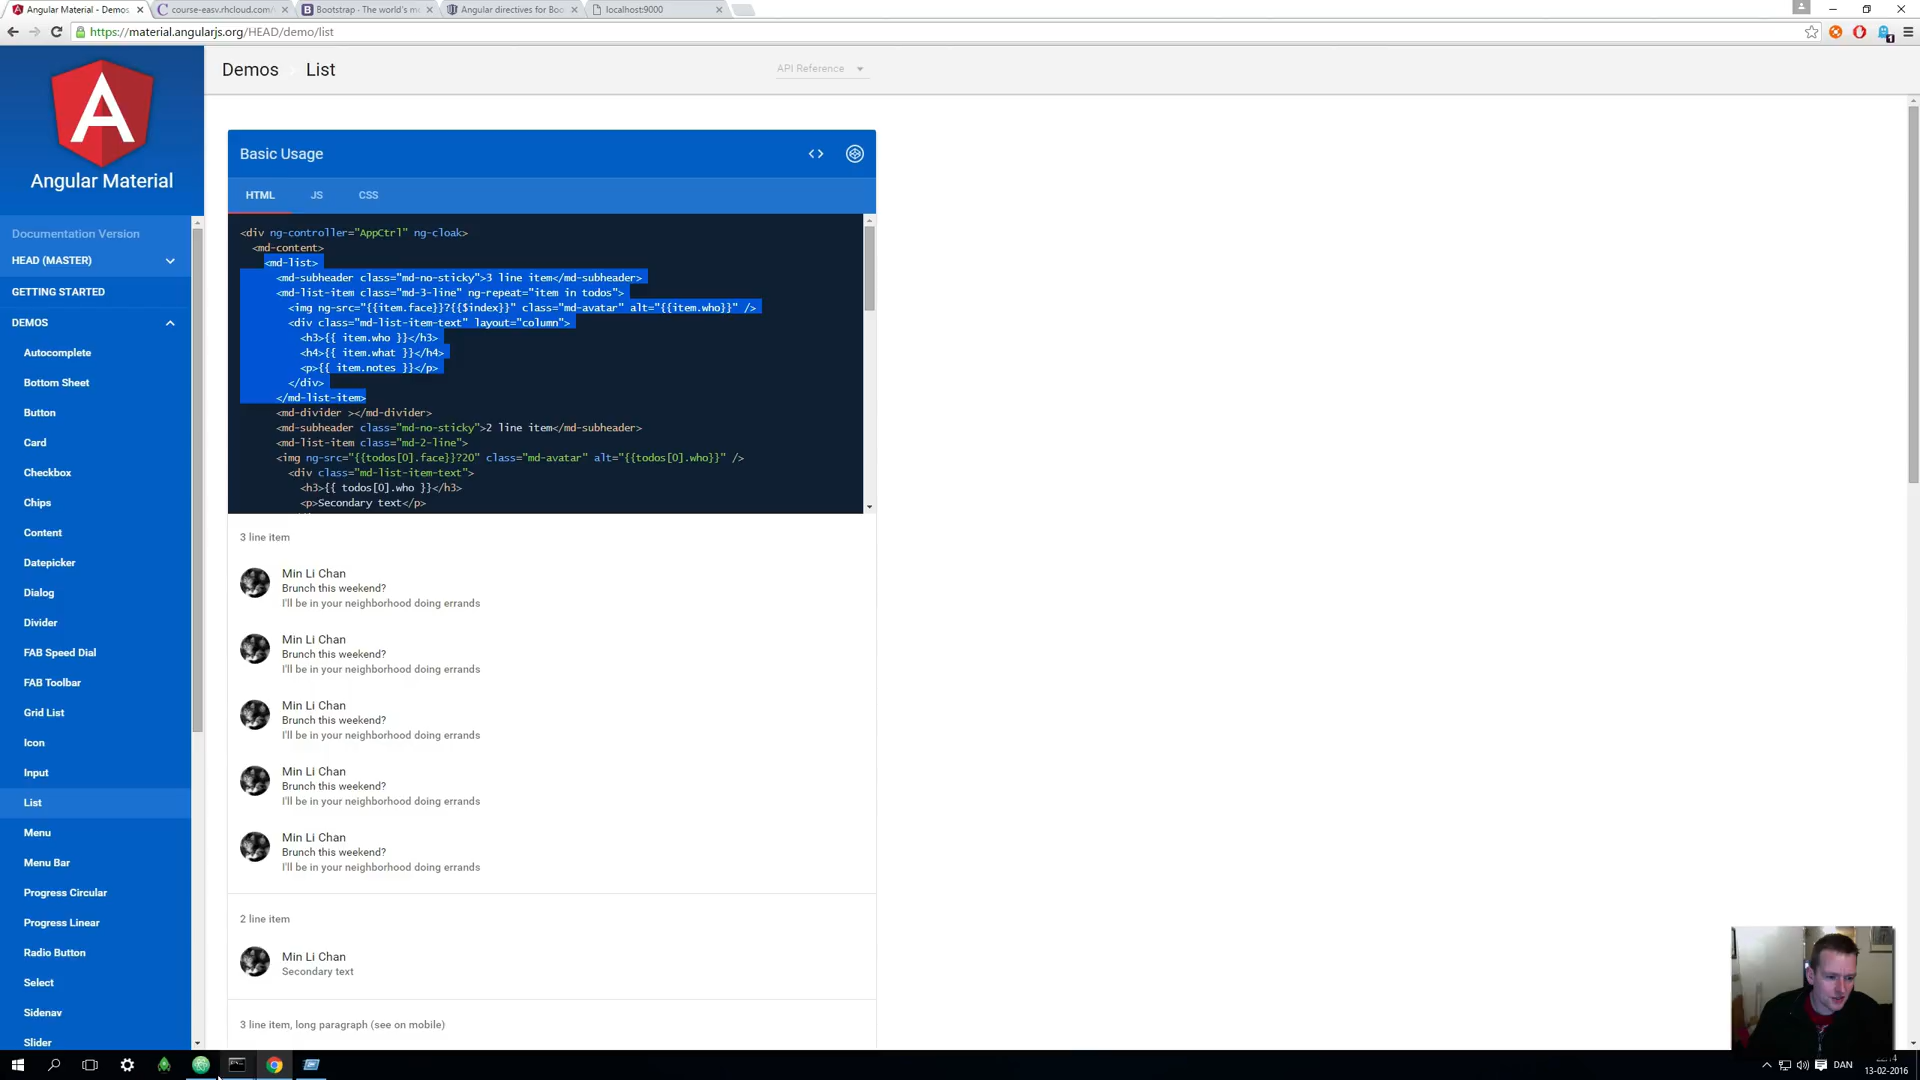 Angular Material - Demos
course-easv.rhcloud.com/
Bootstrap · The world's m
Angular directives for Boo
localhost:9000
https://material.angularjs.org/HEAD/demo/list
Demos
List
API Reference
Angular Material
Documentation Version
HEAD (MASTER)
GETTING STARTED
DEMOS
Autocomplete
Bottom Sheet
Button
Card
Checkbox
Chips
Content
Datepicker
Dialog
Divider
FAB Speed Dial
FAB Toolbar
Grid List
Icon
Input
List
Menu
Menu Bar
Progress Circular
Progress Linear
Radio Button
Select
Sidenav
Slider
Basic Usage
HTML JS CSS
<div ng-controller="AppCtrl" ng-cloak>
<md-content>
<md-list>
<md-subheader class="md-no-sticky">3 line item</md-subheader>
<md-list-item class="md-3-line" ng-repeat="item in todos">
<img ng-src="{{item.face}}?{{$index}}" class="md-avatar" alt="{{item.who}}" />
<div class="md-list-item-text" layout="column">
<h3>{{ item.who }}</h3>
<h4>{{ item.what }}</h4>
<p>{{ item.notes }}</p>
</div>
</md-list-item>
<md-divider ></md-divider>
<md-subheader class="md-no-sticky">2 line item</md-subheader>
<md-list-item class="md-2-line">
<img ng-src="{{todos[0].face}}?20" class="md-avatar" alt="{{todos[0].who}}" />
<div class="md-list-item-text">
<h3>{{ todos[0].who }}</h3>
<p>Secondary text</p>
3 line item
Min Li Chan
Brunch this weekend?
I'll be in your neighborhood doing errands
Min Li Chan
Brunch this weekend?
I'll be in your neighborhood doing errands
Min Li Chan
Brunch this weekend?
I'll be in your neighborhood doing errands
Min Li Chan
Brunch this weekend?
I'll be in your neighborhood doing errands
Min Li Chan
Brunch this weekend?
I'll be in your neighborhood doing errands
2 line item
Min Li Chan
Secondary text
3 line item, long paragraph (see on mobile)
DAN
13-02-2016